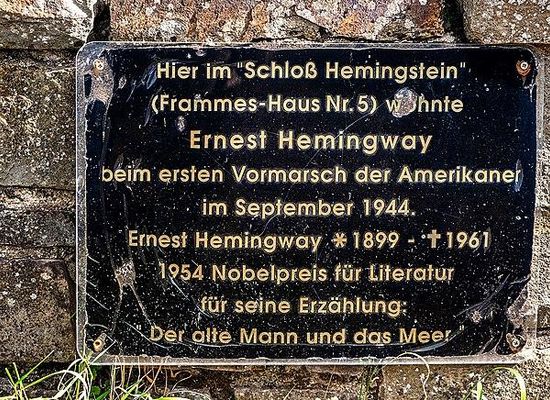 Hier im "Schloß Hemingstein"
(Frammes-Haus Nr. 5) wohnte
Ernest Hemingway
beim ersten Vormarsch der Amerikaner
im September 1944.
Ernest Hemingway ✻ 1899 - ✝ 1961
1954 Nobelpreis für Literatur
für seine Erzählung:
" Der alte Mann und das Meer "